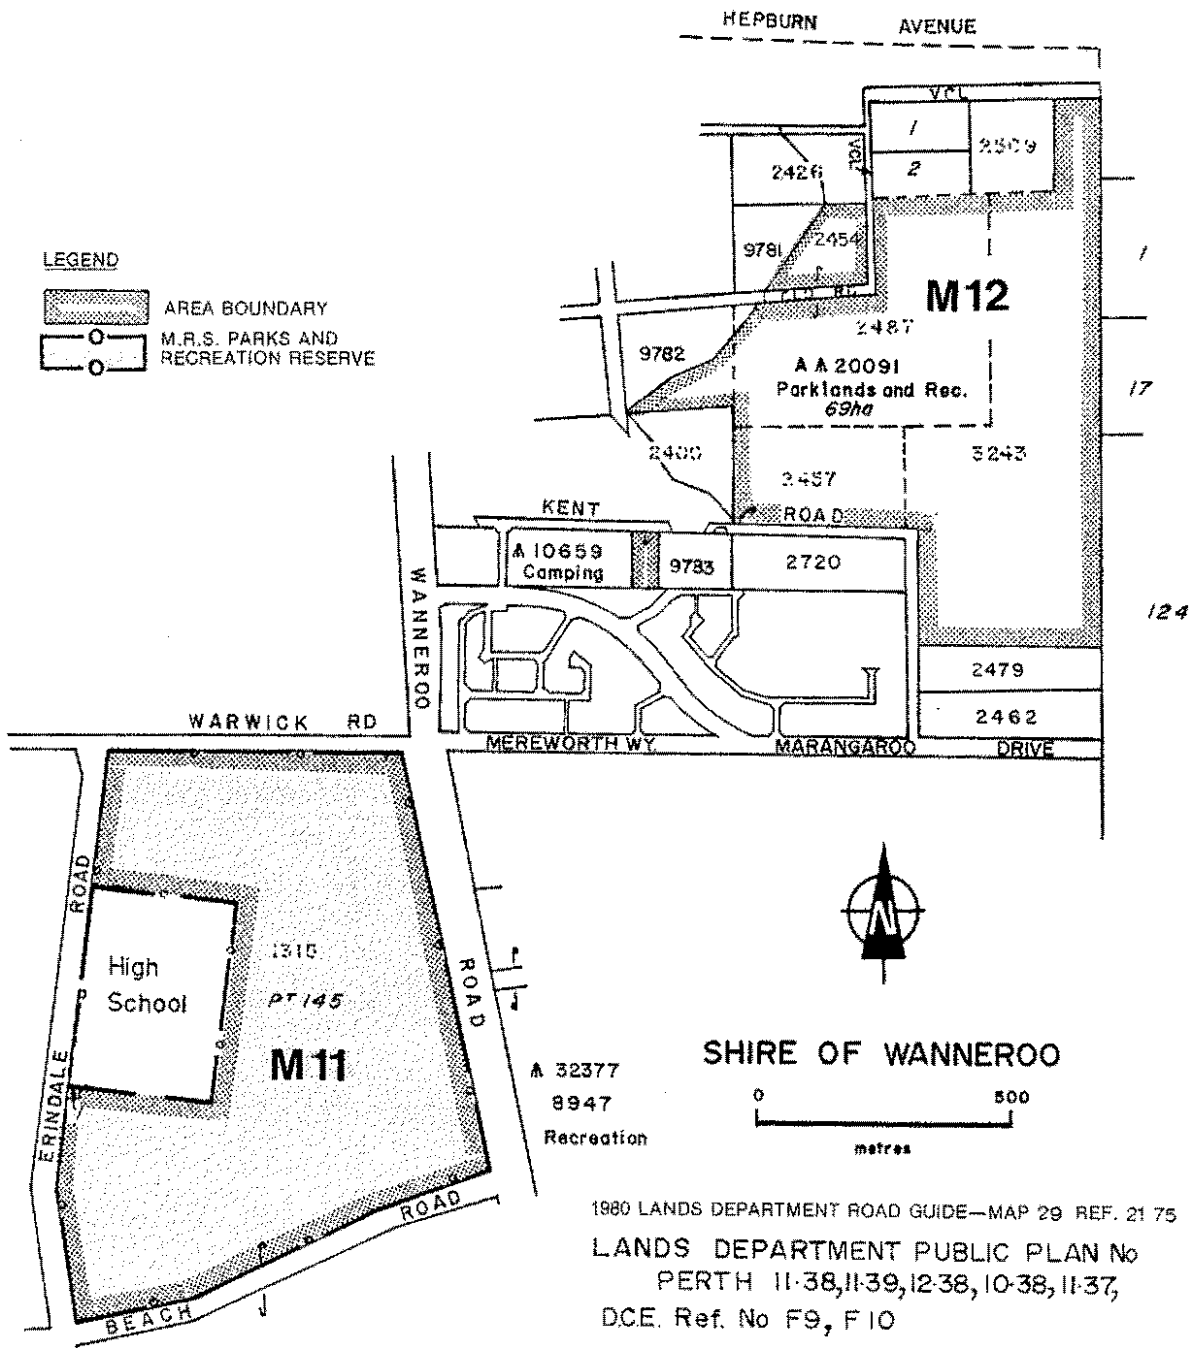 HEPBURN AVENUE
VCL
1
2509
VCL
2
2426
9781
2454
1
M12
2487
9782
A A 20091
Parklands and Rec.
69ha
17
2400
3243
2457
KENT ROAD
A 10659
Camping
9783
2720
WANNEROO
124
2479
2462
WARWICK RD
MEREWORTH WY.
MARANGAROO DRIVE
LEGEND
AREA BOUNDARY
M.R.S. PARKS AND
RECREATION RESERVE
ROAD
High
School
1315
PT 145
M11
ROAD
ERINDALE
A 32377
8947
Recreation
BEACH ROAD
N
SHIRE OF WANNEROO
0 500
metres
1980 LANDS DEPARTMENT ROAD GUIDE—MAP 29 REF. 21 75
LANDS DEPARTMENT PUBLIC PLAN No
PERTH 11·38,11·39,12·38,10·38,11·37,
D.C.E. Ref. No F9, F10